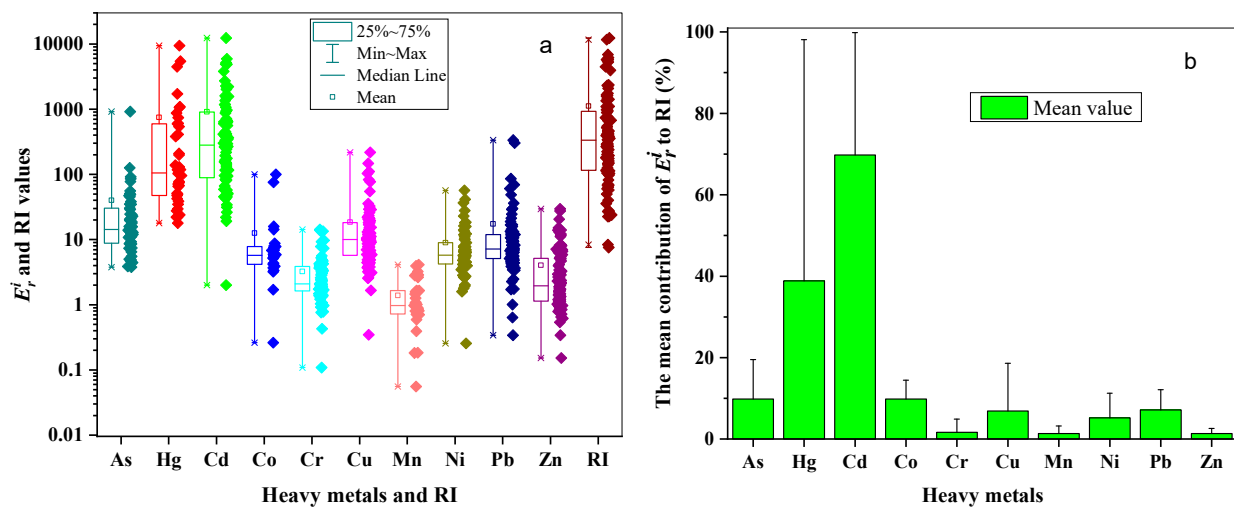 25%~75%
Min~Max
Median Line
Mean
a
10000
1000
100
10
1
0.1
0.01
E_r^i and RI values
As Hg Cd Co Cr Cu Mn Ni Pb Zn RI
Heavy metals and RI
b
Mean value
100
80
60
40
20
0
The mean contribution of E_r^i to RI (%)
As Hg Cd Co Cr Cu Mn Ni Pb Zn
Heavy metals